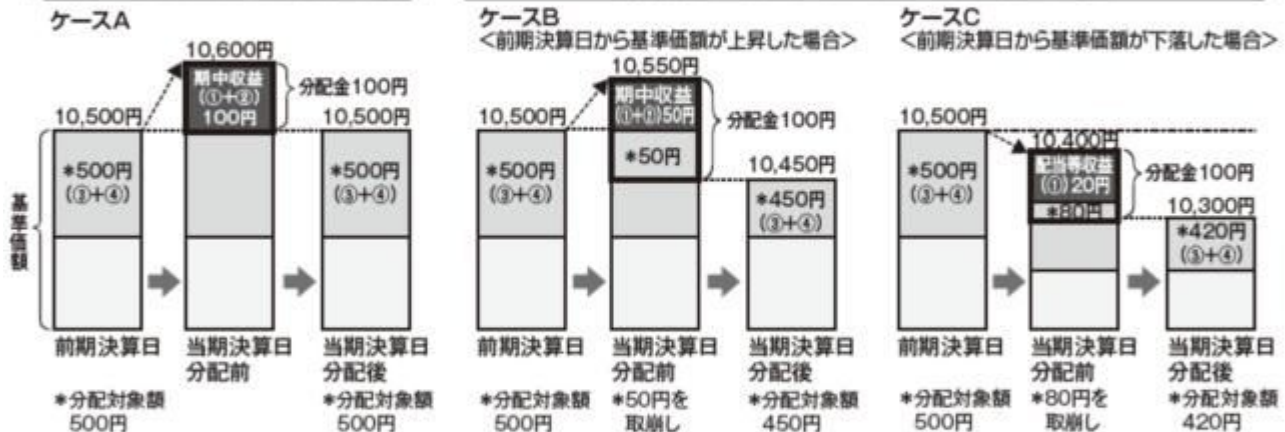 ケースA
10,600円
期中収益
(①+②)
100円
分配金100円
10,500円
10,500円
*500円
(③+④)
*500円
(③+④)
基準価額
前期決算日
当期決算日
分配前
当期決算日
分配後
*分配対象額
500円
*分配対象額
500円
ケースB
<前期決算日から基準価額が上昇した場合>
10,550円
期中収益
(①+②)50円
分配金100円
10,500円
*50円
10,450円
*500円
(③+④)
*450円
(③+④)
前期決算日
当期決算日
分配前
当期決算日
分配後
*分配対象額
500円
*50円を
取崩し
*分配対象額
450円
ケースC
<前期決算日から基準価額が下落した場合>
10,500円
10,400円
配当等収益
(①)20円
分配金100円
*80円
10,300円
*500円
(③+④)
*420円
(③+④)
前期決算日
当期決算日
分配前
当期決算日
分配後
*分配対象額
500円
*80円を
取崩し
*分配対象額
420円